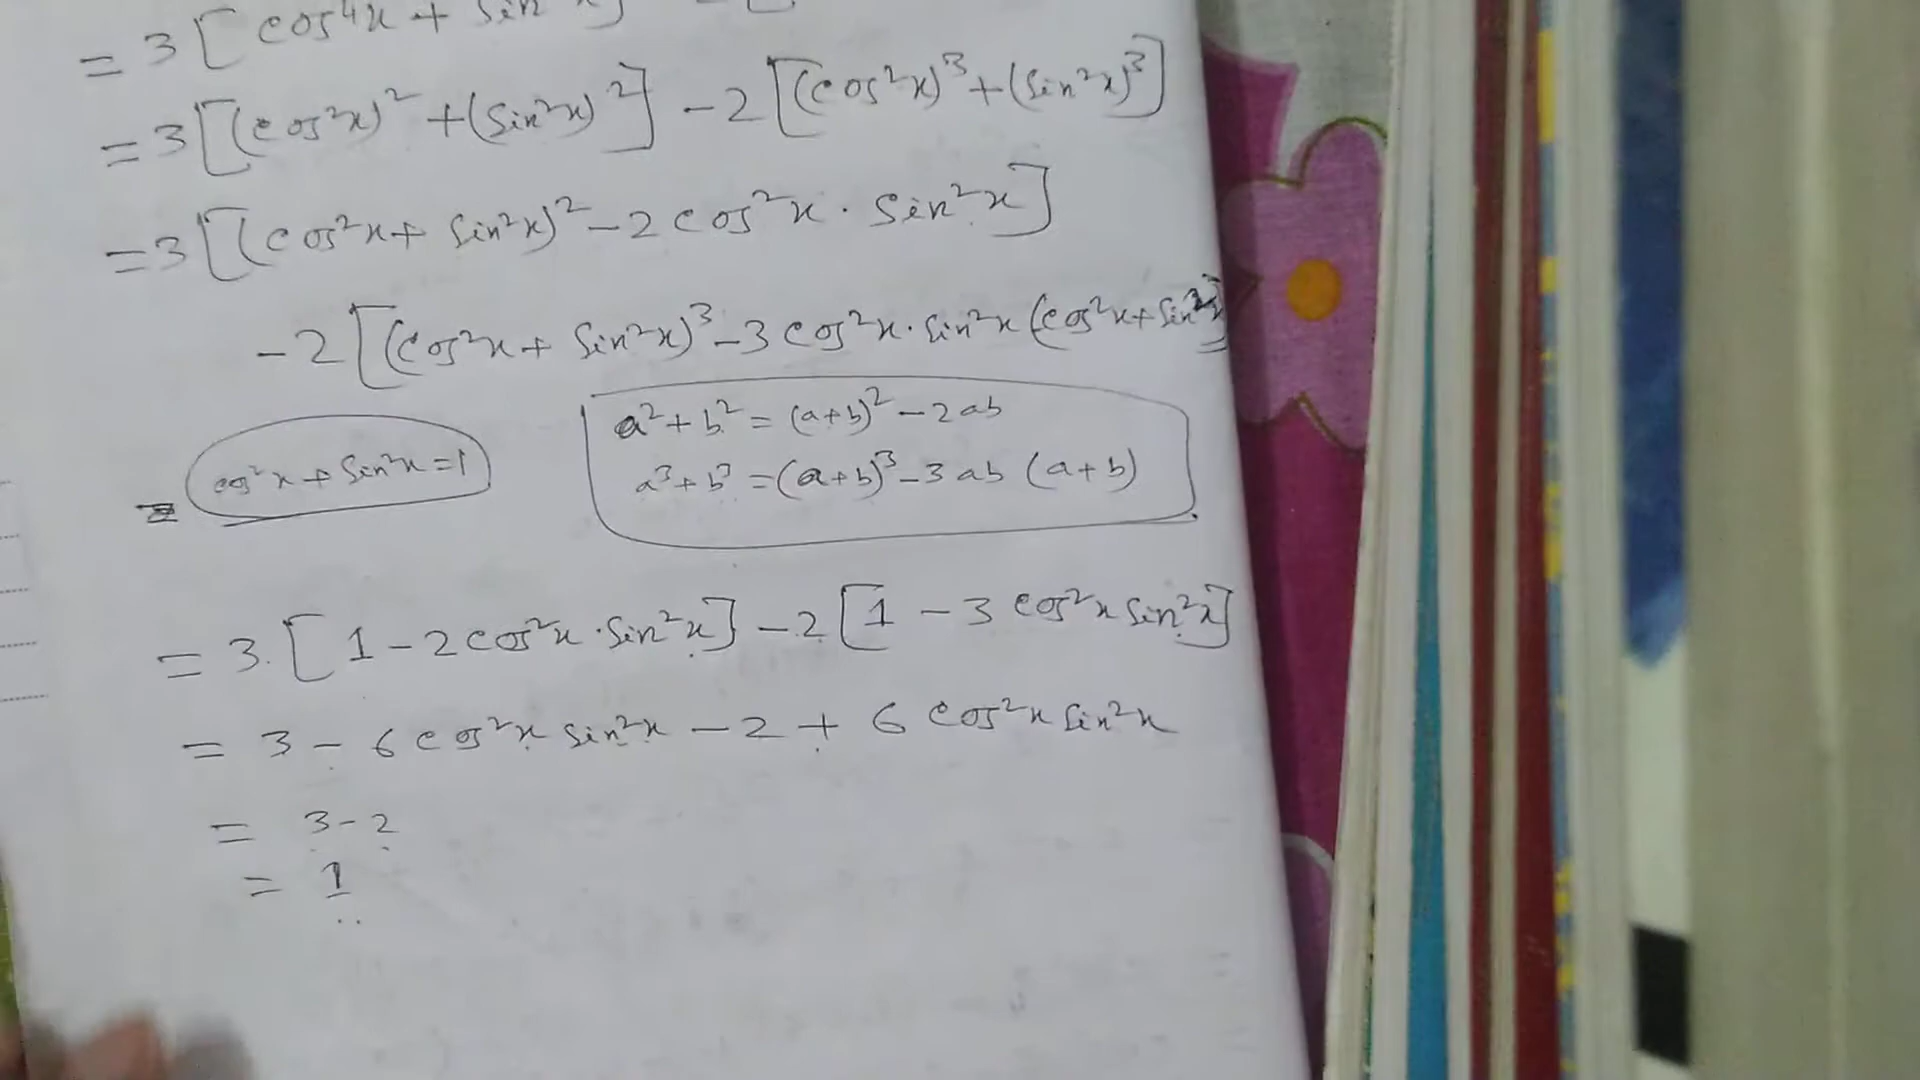 = 3 [cos⁴x + sin
= 3 [(cos²x)² + (sin²x)²] - 2 [(cos²x)³ + (sin²x)³]
= 3 [(cos²x + sin²x)² - 2 cos²x · sin²x]
- 2 [(cos²x + sin²x)³ - 3 cos²x · sin²x (cos²x + sin²x)]
a² + b² = (a+b)² - 2ab
= cos²x + sin²x = 1
a³ + b³ = (a+b)³ - 3ab (a+b)
= 3. [1 - 2 cos²x · sin²x] - 2 [1 - 3 cos²x sin²x]
= 3 - 6 cos²x sin²x - 2 + 6 cos²x sin²x
= 3 - 2
= 1